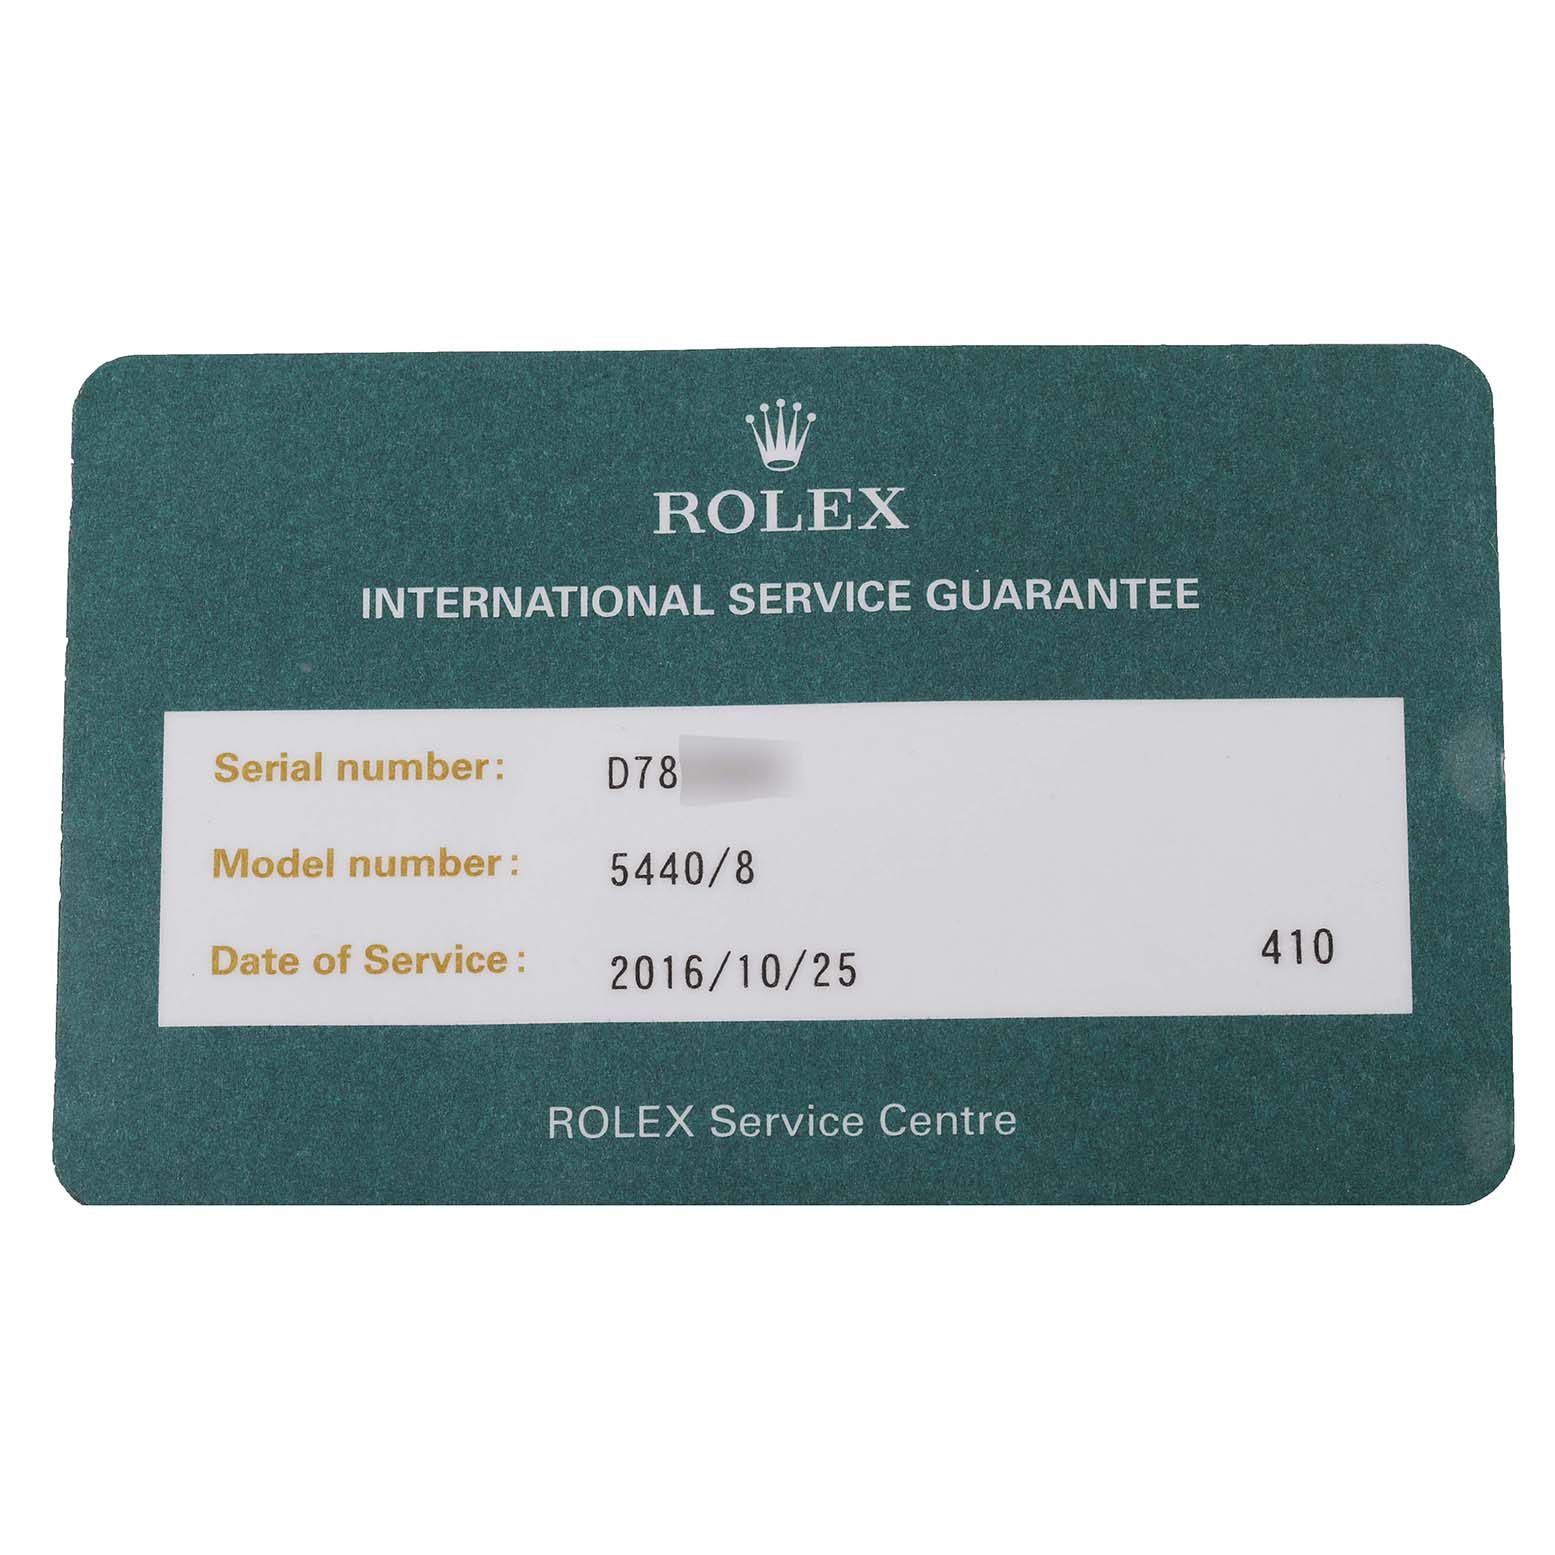 ROLEX
INTERNATIONAL SERVICE GUARANTEE
Serial number: D78
Model number: 5440/8
Date of Service: 2016/10/25 410
ROLEX Service Centre